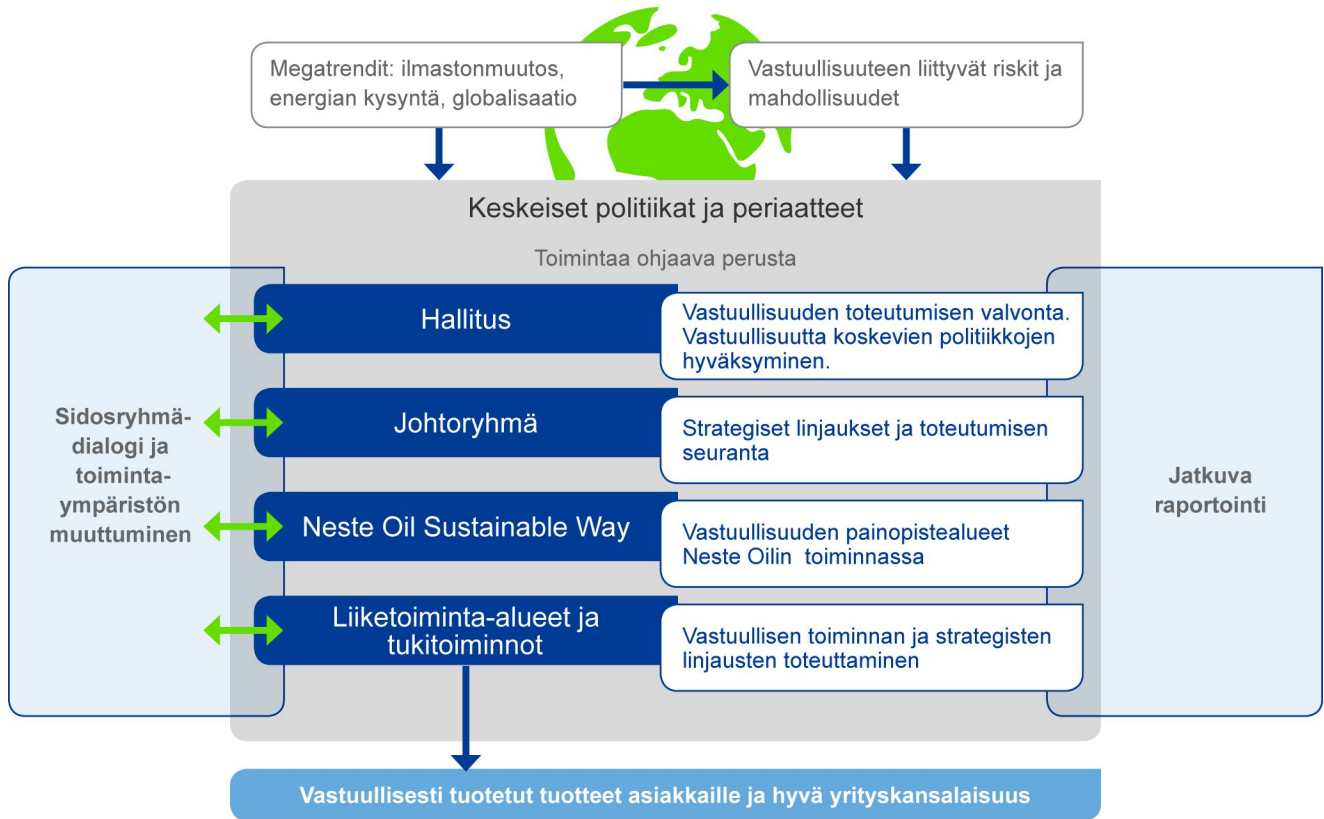 Megatrendit: ilmastonmuutos,
energian kysyntä, globalisaatio
Vastuullisuuteen liittyvät riskit ja
mahdollisuudet
Keskeiset politiikat ja periaatteet
Toimintaa ohjaava perusta
Sidosryhmä-
dialogi ja
toiminta-
ympäristön
muuttuminen
Hallitus
Vastuullisuuden toteutumisen valvonta.
Vastuullisuutta koskevien politiikkojen
hyväksyminen.
Johtoryhmä
Strategiset linjaukset ja toteutumisen
seuranta
Neste Oil Sustainable Way
Vastuullisuuden painopistealueet
Neste Oilin  toiminnassa
Liiketoiminta-alueet ja
tukitoiminnot
Vastuullisen toiminnan ja strategisten
linjausten toteuttaminen
Jatkuva
raportointi
Vastuullisesti tuotetut tuotteet asiakkaille ja hyvä yrityskansalaisuus